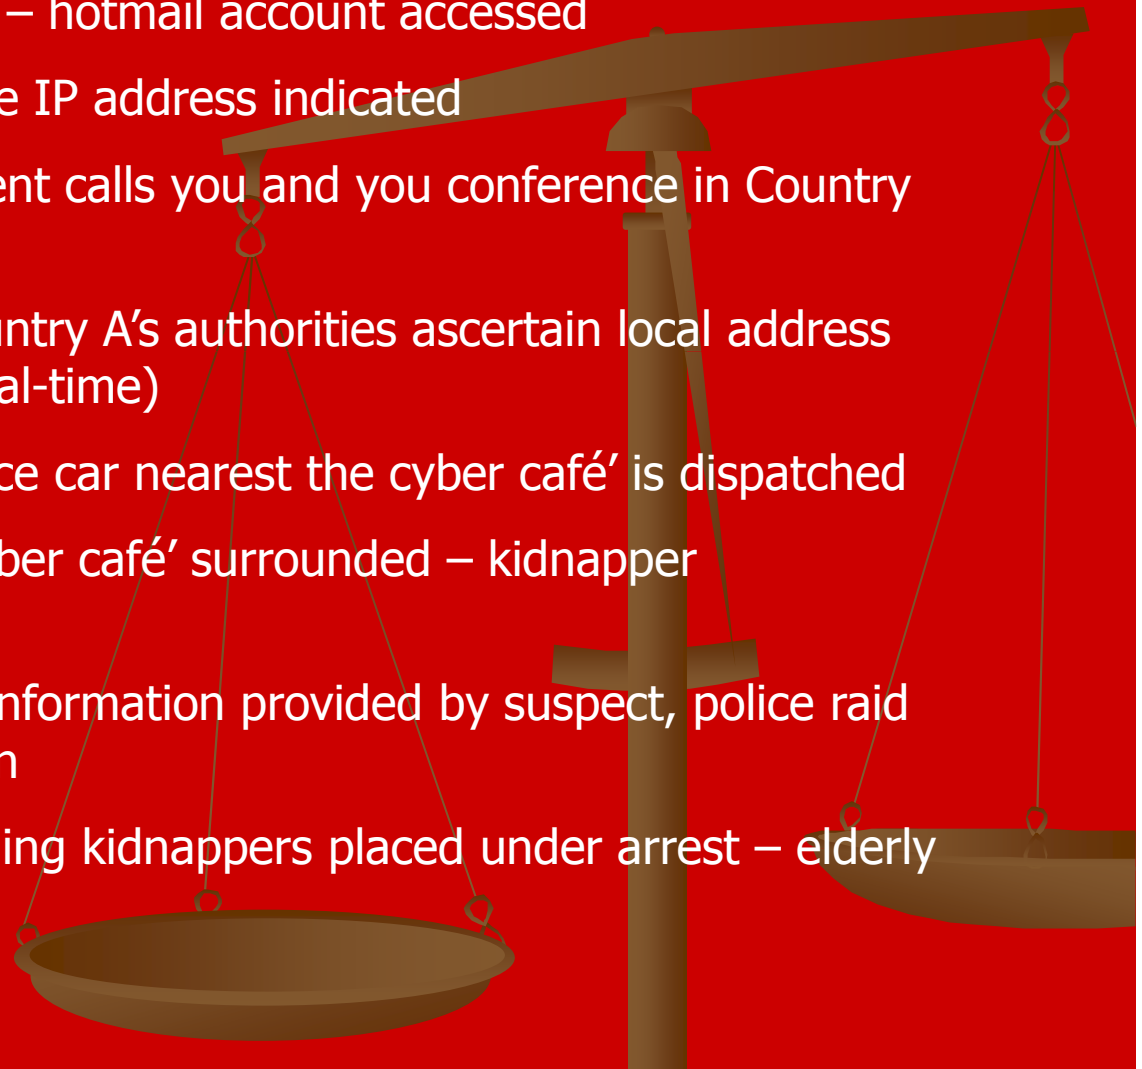 – hotmail account accessed
e IP address indicated
ent calls you and you conference in Country
untry A’s authorities ascertain local address
al-time)
ce car nearest the cyber café’ is dispatched
ber café’ surrounded – kidnapper
information provided by suspect, police raid
n
ing kidnappers placed under arrest – elderly